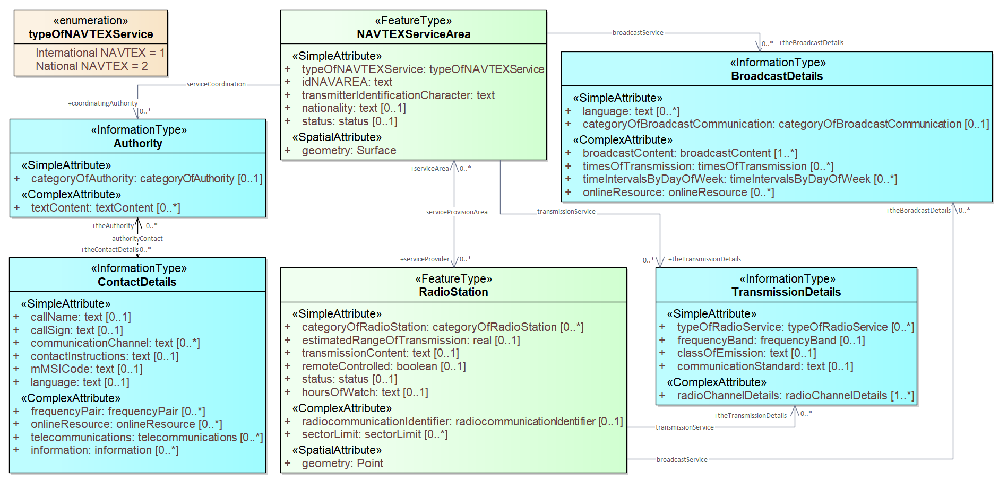 «enumeration»
typeOfNAVTEXService
International NAVTEX = 1
National NAVTEX = 2
«FeatureType»
NAVTEXServiceArea
«SimpleAttribute»
+ typeOfNAVTEXService: typeOfNAVTEXService
+ idNAVAREA: text
+ transmitterIdentificationCharacter: text
+ nationality: text [0..1]
+ status: status [0..1]
«SpatialAttribute»
+ geometry: Surface
broadcastService
0..* +theBroadcastDetails
«InformationType»
BroadcastDetails
«SimpleAttribute»
+ language: text [0..*]
+ categoryOfBroadcastCommunication: categoryOfBroadcastCommunication [0..1]
«ComplexAttribute»
+ broadcastContent: broadcastContent [1..*]
+ timesOfTransmission: timesOfTransmission [0..*]
+ timeIntervalsByDayOfWeek: timeIntervalsByDayOfWeek [0..*]
+ onlineResource: onlineResource [0..*]
serviceCoordination
+coordinatingAuthority
0..*
«InformationType»
Authority
«SimpleAttribute»
+ categoryOfAuthority: categoryOfAuthority [0..1]
«ComplexAttribute»
+ textContent: textContent [0..*]
+theAuthority 0..*
authorityContact
+theContactDetails 0..*
«InformationType»
ContactDetails
«SimpleAttribute»
+ callName: text [0..1]
+ callSign: text [0..1]
+ communicationChannel: text [0..*]
+ contactInstructions: text [0..1]
+ mMSICode: text [0..1]
+ language: text [0..1]
«ComplexAttribute»
+ frequencyPair: frequencyPair [0..*]
+ onlineResource: onlineResource [0..*]
+ telecommunications: telecommunications [0..*]
+ information: information [0..*]
+serviceArea 0..*
serviceProvisionArea
+serviceProvider 0..*
transmissionService
0..* +theTransmissionDetails
+theBoradcastDetails 0..*
«FeatureType»
RadioStation
«SimpleAttribute»
+ categoryOfRadioStation: categoryOfRadioStation [0..*]
+ estimatedRangeOfTransmission: real [0..1]
+ transmissionContent: text [0..1]
+ remoteControlled: boolean [0..1]
+ status: status [0..1]
+ hoursOfWatch: text [0..1]
«ComplexAttribute»
+ radiocommunicationIdentifier: radiocommunicationIdentifier [0..1]
+ sectorLimit: sectorLimit [0..*]
«SpatialAttribute»
+ geometry: Point
«InformationType»
TransmissionDetails
«SimpleAttribute»
+ typeOfRadioService: typeOfRadioService [0..*]
+ frequencyBand: frequencyBand [0..1]
+ classOfEmission: text [0..1]
+ communicationStandard: text [0..1]
«ComplexAttribute»
+ radioChannelDetails: radioChannelDetails [1..*]
+theTransmissionDetails 0..*
transmissionService
broadcastService